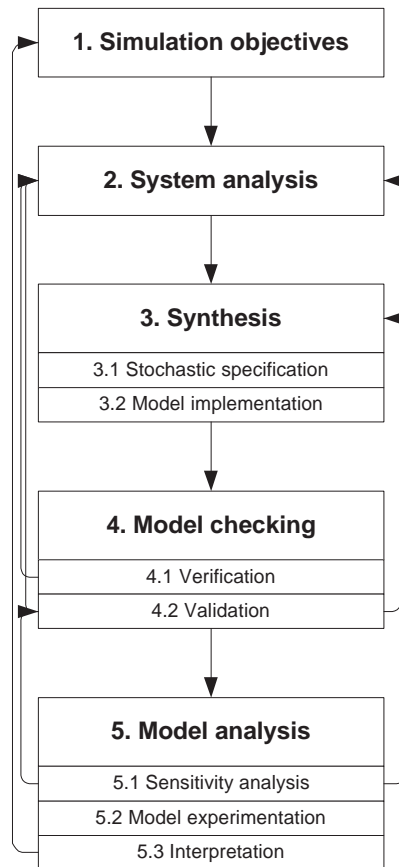 1. Simulation objectives
2. System analysis
3. Synthesis
3.1 Stochastic specification
3.2 Model implementation
4. Model checking
4.1 Verification
4.2 Validation
5. Model analysis
5.1 Sensitivity analysis
5.2 Model experimentation
5.3 Interpretation